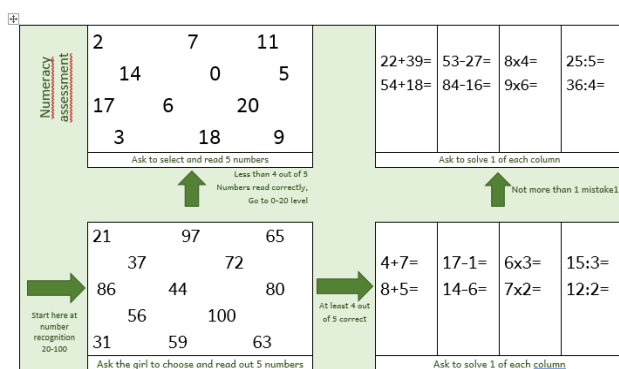 Numeracy
assessment
2 7 11
14 0 5
17 6 20
3 18 9
Ask to select and read 5 numbers
Less than 4 out of 5
Numbers read correctly,
Go to 0-20 level
22+39= 53-27= 8x4= 25:5=
54+18= 84-16= 9x6= 36:4=
Ask to solve 1 of each column
Not more than 1 mistake1
Start here at
number
recognition
20-100
21 97 65
37 72
86 44 80
56 100
31 59 63
Ask the girl to choose and read out 5 numbers
At least 4 out
of 5 correct
4+7= 17-1= 6x3= 15:3=
8+5= 14-6= 7x2= 12:2=
Ask to solve 1 of each column